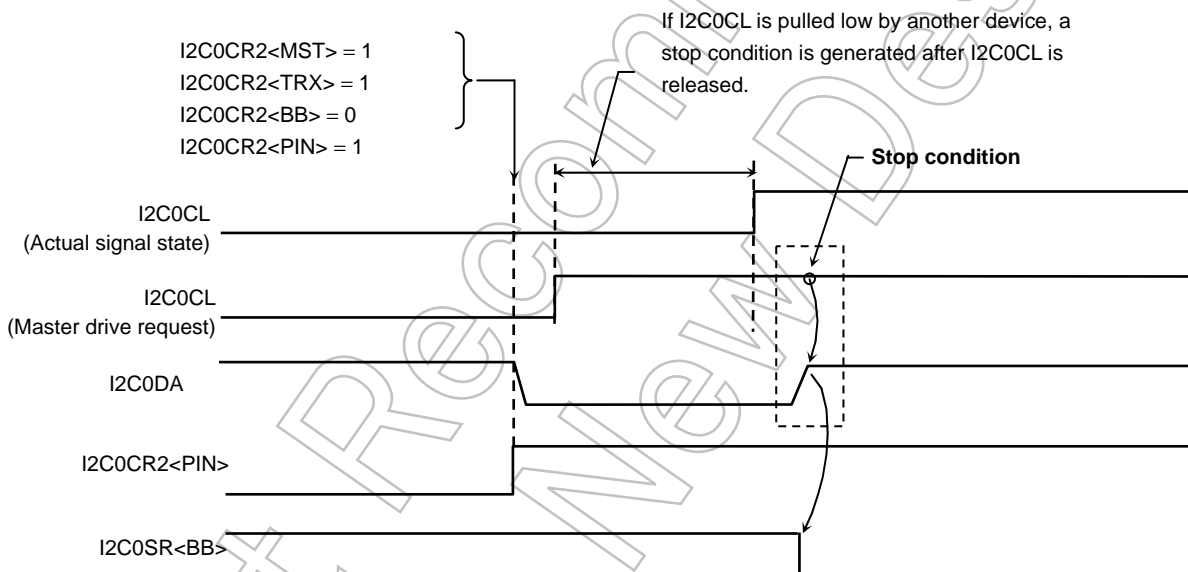 If I2C0CL is pulled low by another device, a
stop condition is generated after I2C0CL is
released.
I2C0CR2<MST> = 1
I2C0CR2<TRX> = 1
I2C0CR2<BB> = 0
I2C0CR2<PIN> = 1
Stop condition
I2C0CL
(Actual signal state)
I2C0CL
(Master drive request)
I2C0DA
I2C0CR2<PIN>
I2C0SR<BB>